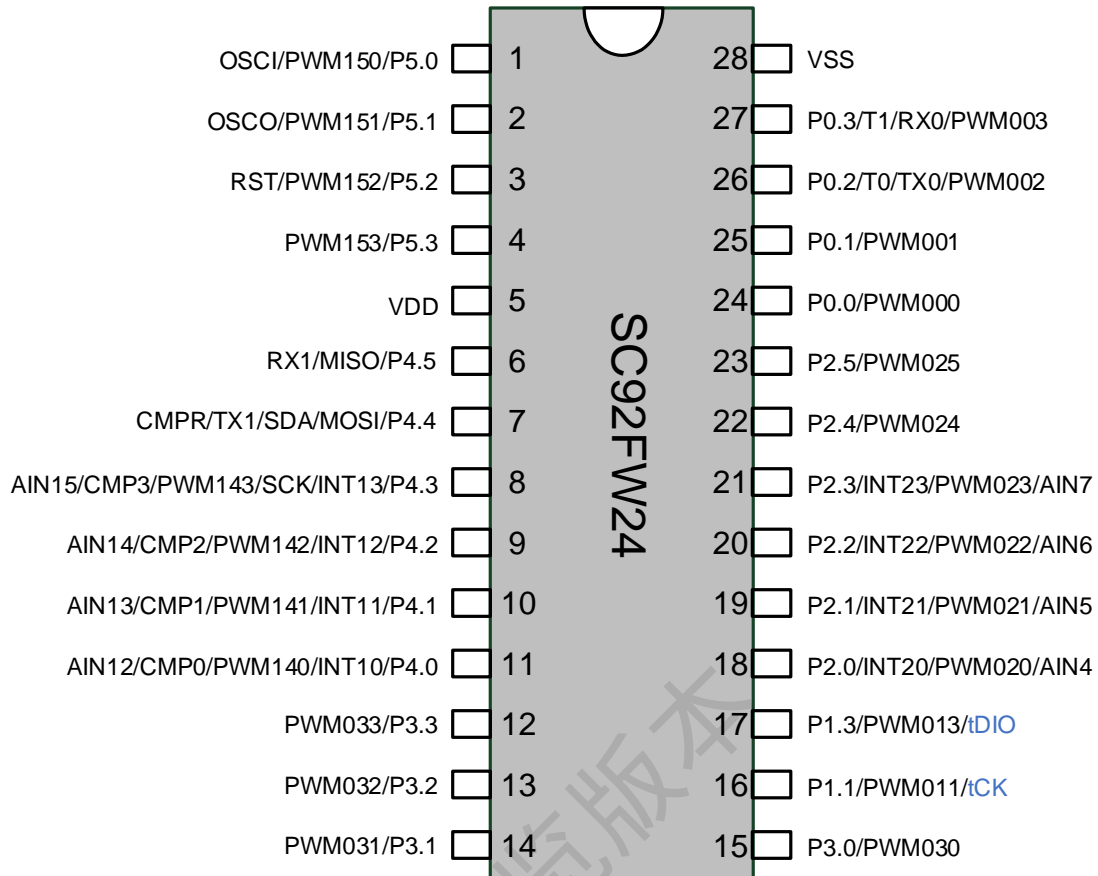 OSCI/PWM150/P5.0 1 28 VSS
OSCO/PWM151/P5.1 2 27 P0.3/T1/RX0/PWM003
RST/PWM152/P5.2 3 26 P0.2/T0/TX0/PWM002
PWM153/P5.3 4 25 P0.1/PWM001
VDD 5 24 P0.0/PWM000
RX1/MISO/P4.5 6 23 P2.5/PWM025
CMPR/TX1/SDA/MOSI/P4.4 7 22 P2.4/PWM024
AIN15/CMP3/PWM143/SCK/INT13/P4.3 8 21 P2.3/INT23/PWM023/AIN7
AIN14/CMP2/PWM142/INT12/P4.2 9 20 P2.2/INT22/PWM022/AIN6
AIN13/CMP1/PWM141/INT11/P4.1 10 19 P2.1/INT21/PWM021/AIN5
AIN12/CMP0/PWM140/INT10/P4.0 11 18 P2.0/INT20/PWM020/AIN4
PWM033/P3.3 12 17 P1.3/PWM013/tDIO
PWM032/P3.2 13 16 P1.1/PWM011/tCK
PWM031/P3.1 14 15 P3.0/PWM030
SC92FW24
览版本